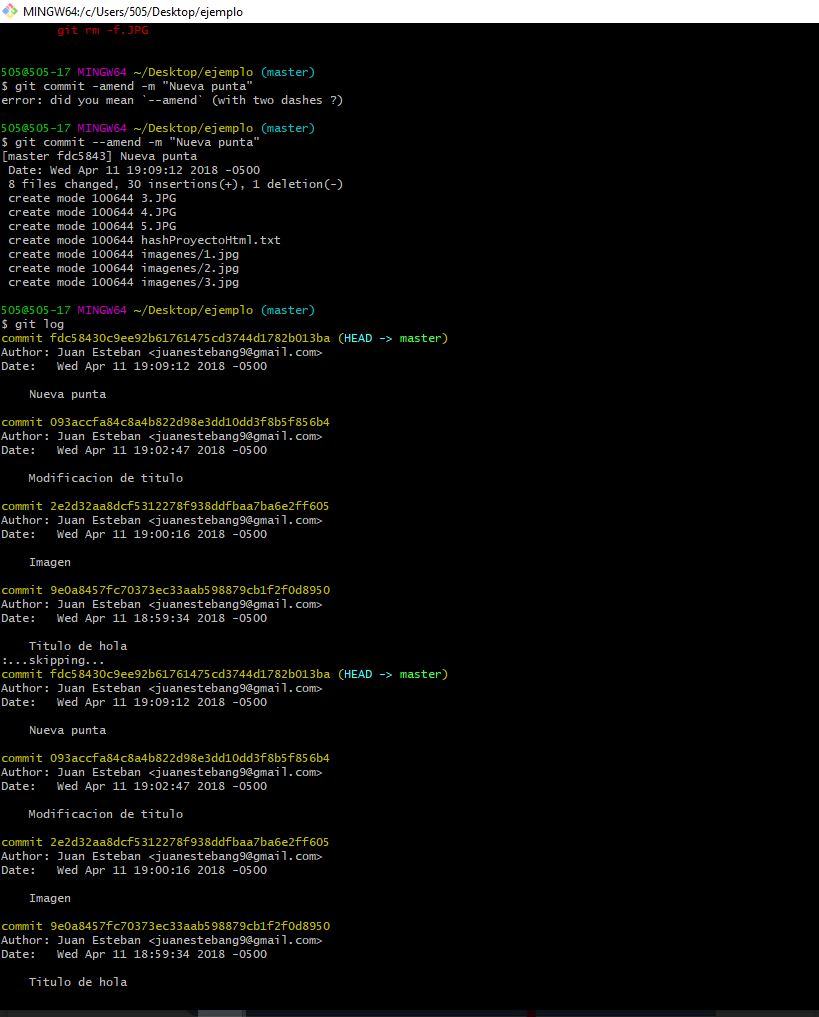 MINGW64:/c/Users/505/Desktop/ejemplo
git rm -f.JPG
505@505-17 MINGW64 ~/Desktop/ejemplo (master)
$ git commit -amend -m "Nueva punta"
error: did you mean `--amend` (with two dashes ?)
505@505-17 MINGW64 ~/Desktop/ejemplo (master)
$ git commit --amend -m "Nueva punta"
[master fdc5843] Nueva punta
Date: Wed Apr 11 19:09:12 2018 -0500
8 files changed, 30 insertions(+), 1 deletion(-)
create mode 100644 3.JPG
create mode 100644 4.JPG
create mode 100644 5.JPG
create mode 100644 hashProyectoHtml.txt
create mode 100644 imagenes/1.jpg
create mode 100644 imagenes/2.jpg
create mode 100644 imagenes/3.jpg
505@505-17 MINGW64 ~/Desktop/ejemplo (master)
$ git log
commit fdc58430c9ee92b61761475cd3744d1782b013ba (HEAD -> master)
Author: Juan Esteban <juanestebang9@gmail.com>
Date:   Wed Apr 11 19:09:12 2018 -0500
Nueva punta
commit 093accfa84c8a4b822d98e3dd10dd3f8b5f856b4
Author: Juan Esteban <juanestebang9@gmail.com>
Date:   Wed Apr 11 19:02:47 2018 -0500
Modificacion de titulo
commit 2e2d32aa8dcf5312278f938ddfbaa7ba6e2ff605
Author: Juan Esteban <juanestebang9@gmail.com>
Date:   Wed Apr 11 19:00:16 2018 -0500
Imagen
commit 9e0a8457fc70373ec33aab598879cb1f2f0d8950
Author: Juan Esteban <juanestebang9@gmail.com>
Date:   Wed Apr 11 18:59:34 2018 -0500
Titulo de hola
:...skipping...
commit fdc58430c9ee92b61761475cd3744d1782b013ba (HEAD -> master)
Author: Juan Esteban <juanestebang9@gmail.com>
Date:   Wed Apr 11 19:09:12 2018 -0500
Nueva punta
commit 093accfa84c8a4b822d98e3dd10dd3f8b5f856b4
Author: Juan Esteban <juanestebang9@gmail.com>
Date:   Wed Apr 11 19:02:47 2018 -0500
Modificacion de titulo
commit 2e2d32aa8dcf5312278f938ddfbaa7ba6e2ff605
Author: Juan Esteban <juanestebang9@gmail.com>
Date:   Wed Apr 11 19:00:16 2018 -0500
Imagen
commit 9e0a8457fc70373ec33aab598879cb1f2f0d8950
Author: Juan Esteban <juanestebang9@gmail.com>
Date:   Wed Apr 11 18:59:34 2018 -0500
Titulo de hola